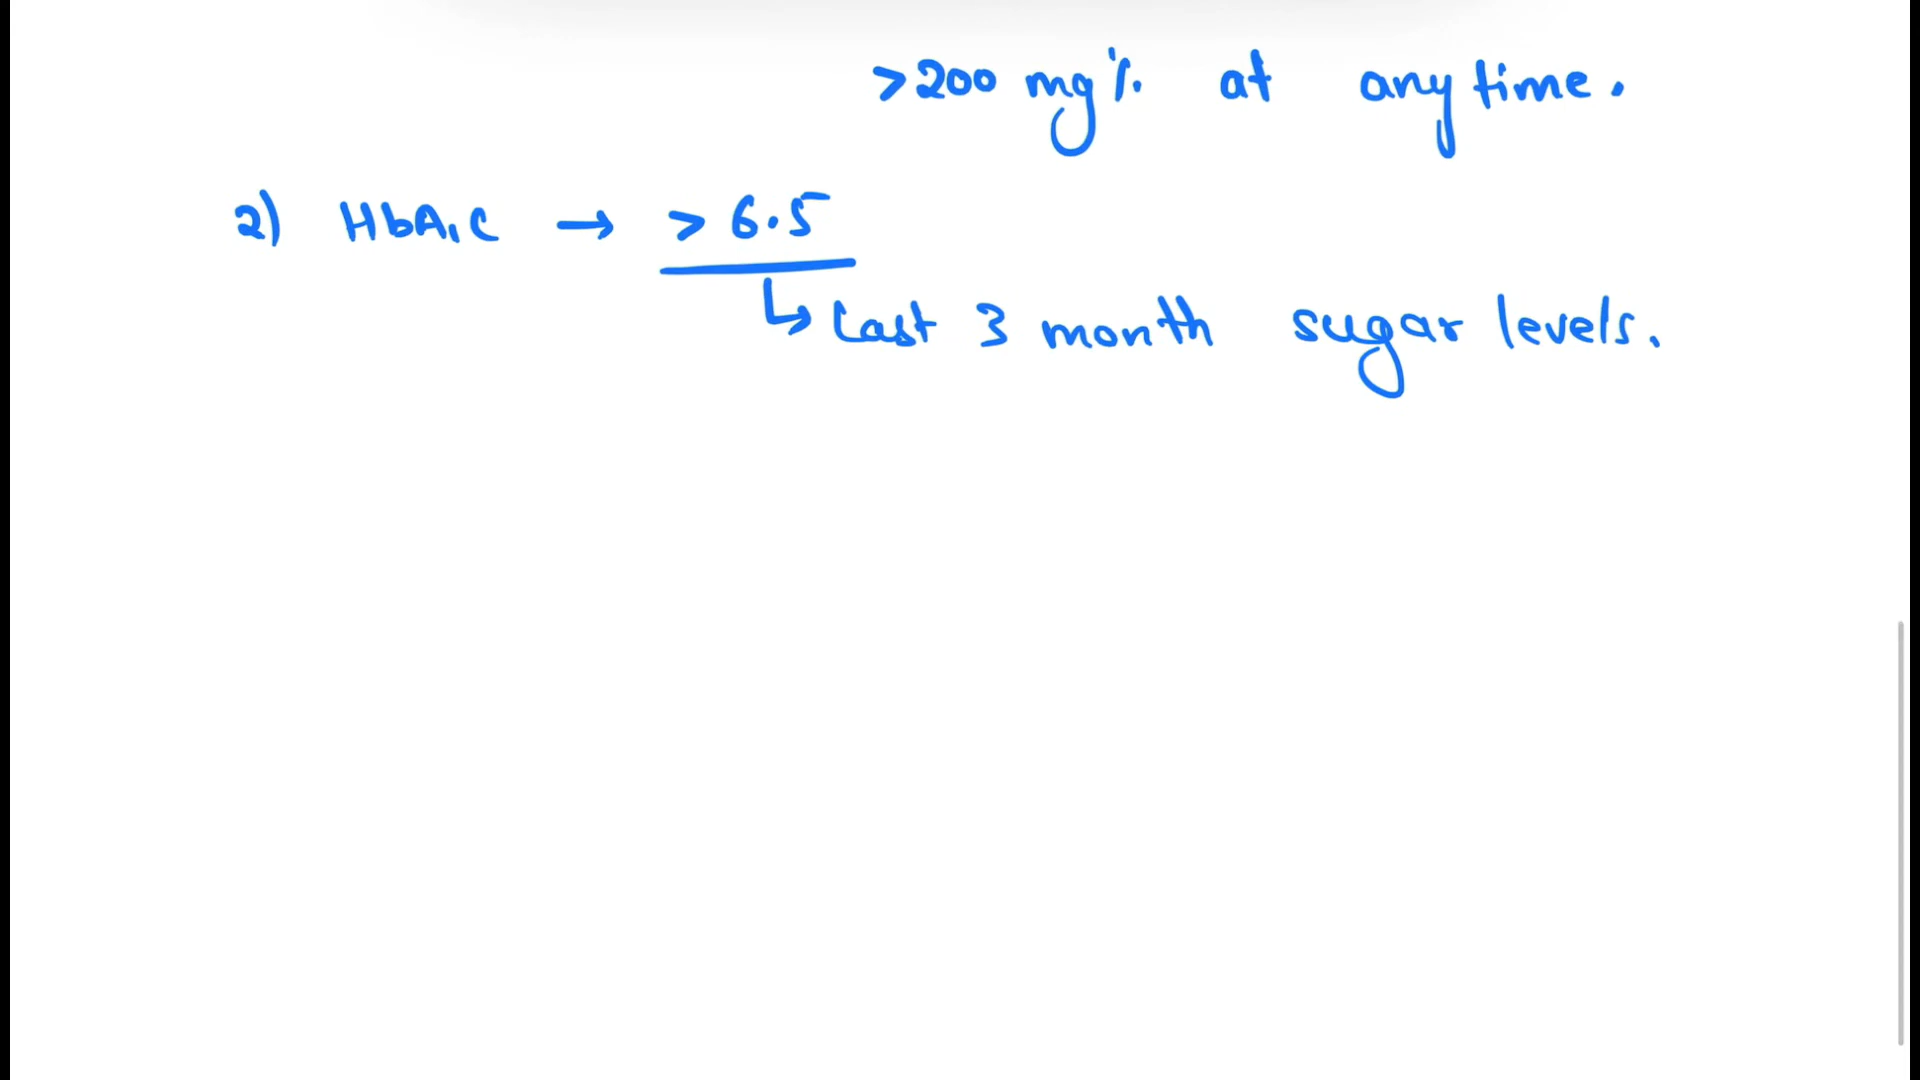 >200 mg% at any time.
2) HbA1C → > 6.5
↳ Last 3 month sugar levels.